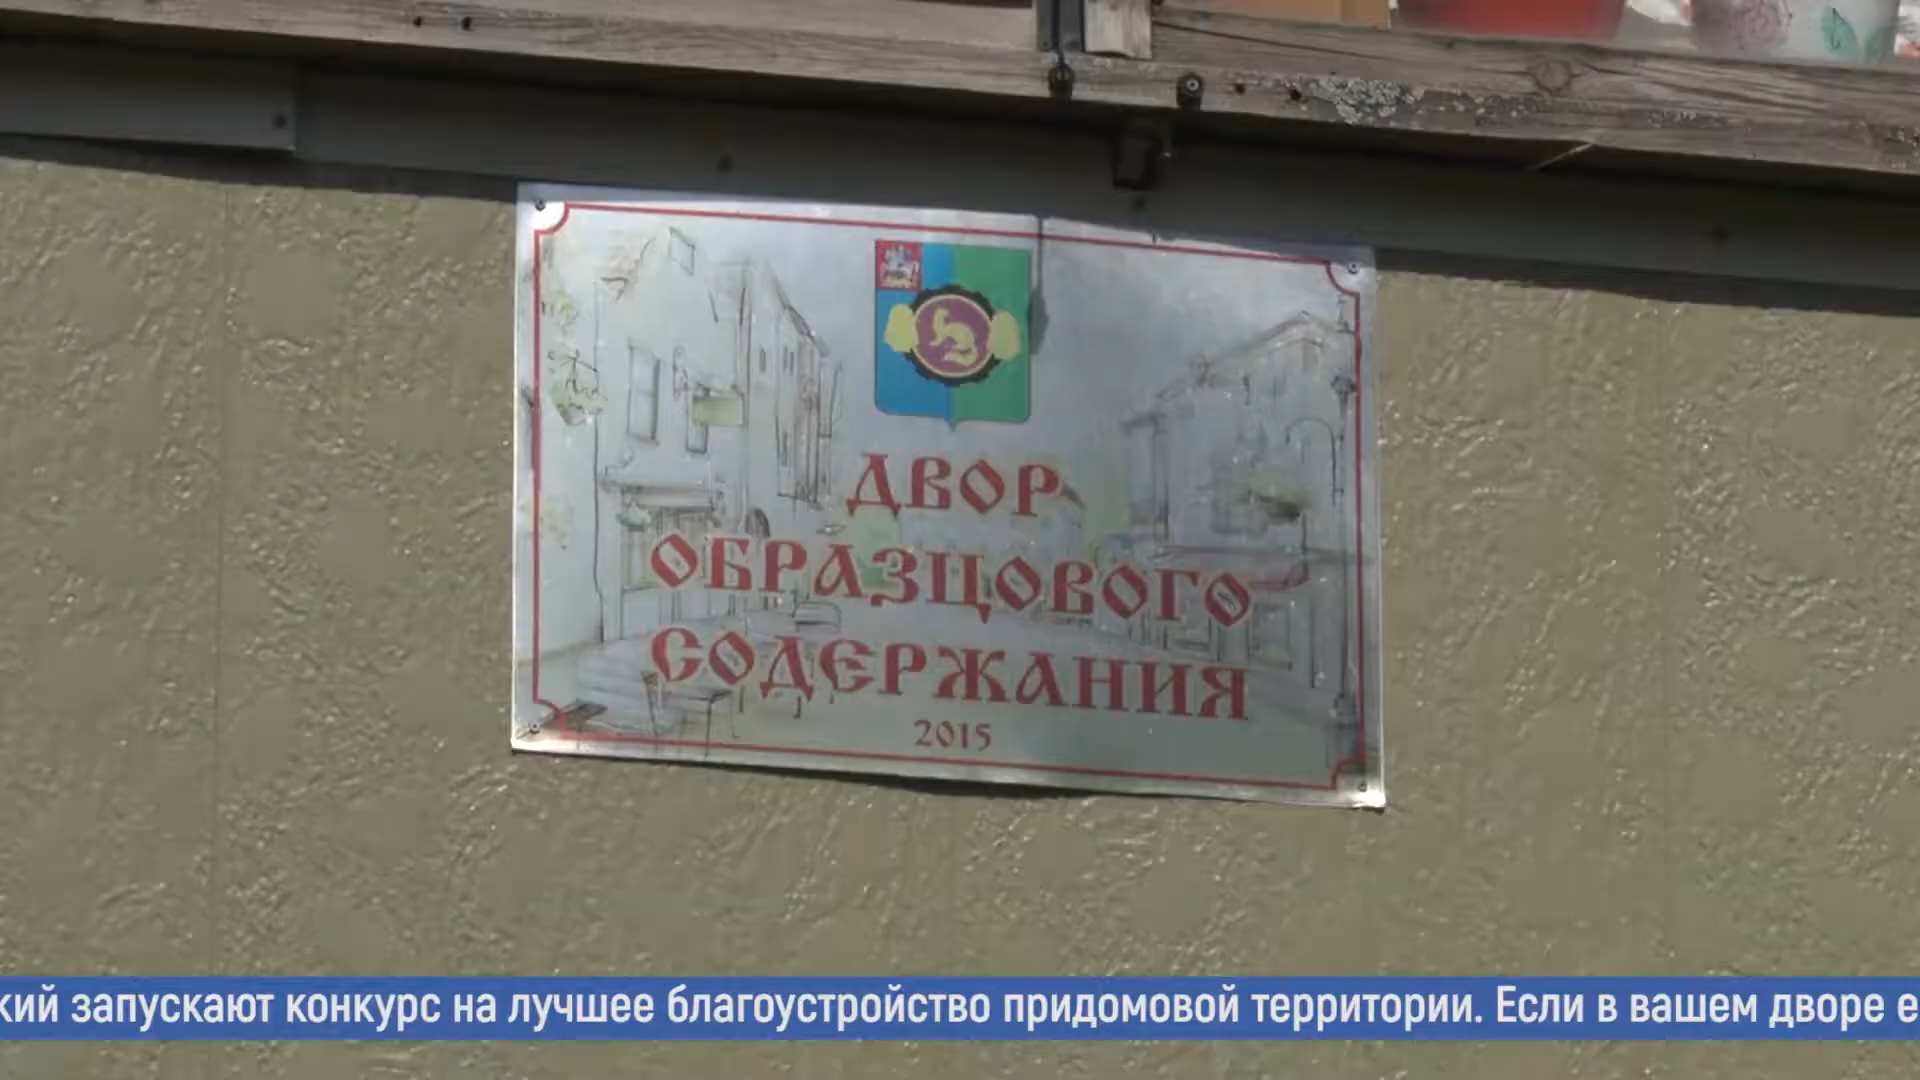 ДВОР
ОБРАЗЦОВОГО
СОДЕРЖАНИЯ
2015
кий запускают конкурс на лучшее благоустройство придомовой территории. Если в вашем дворе е